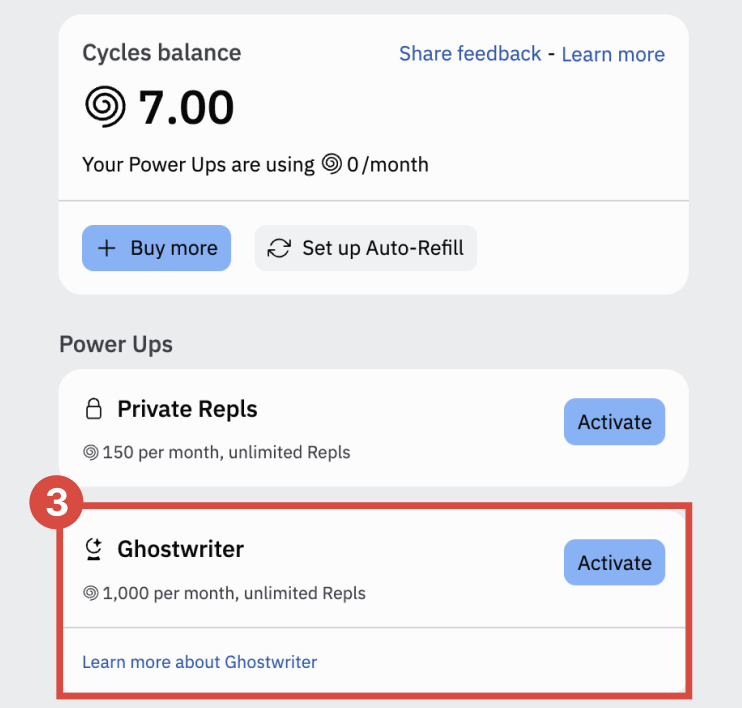 Cycles balance
Share feedback - Learn more
7.00
Your Power Ups are using 0/month
+ Buy more
Set up Auto-Refill
Power Ups
Private Repls
Activate
150 per month, unlimited Repls
3
Ghostwriter
Activate
1,000 per month, unlimited Repls
Learn more about Ghostwriter